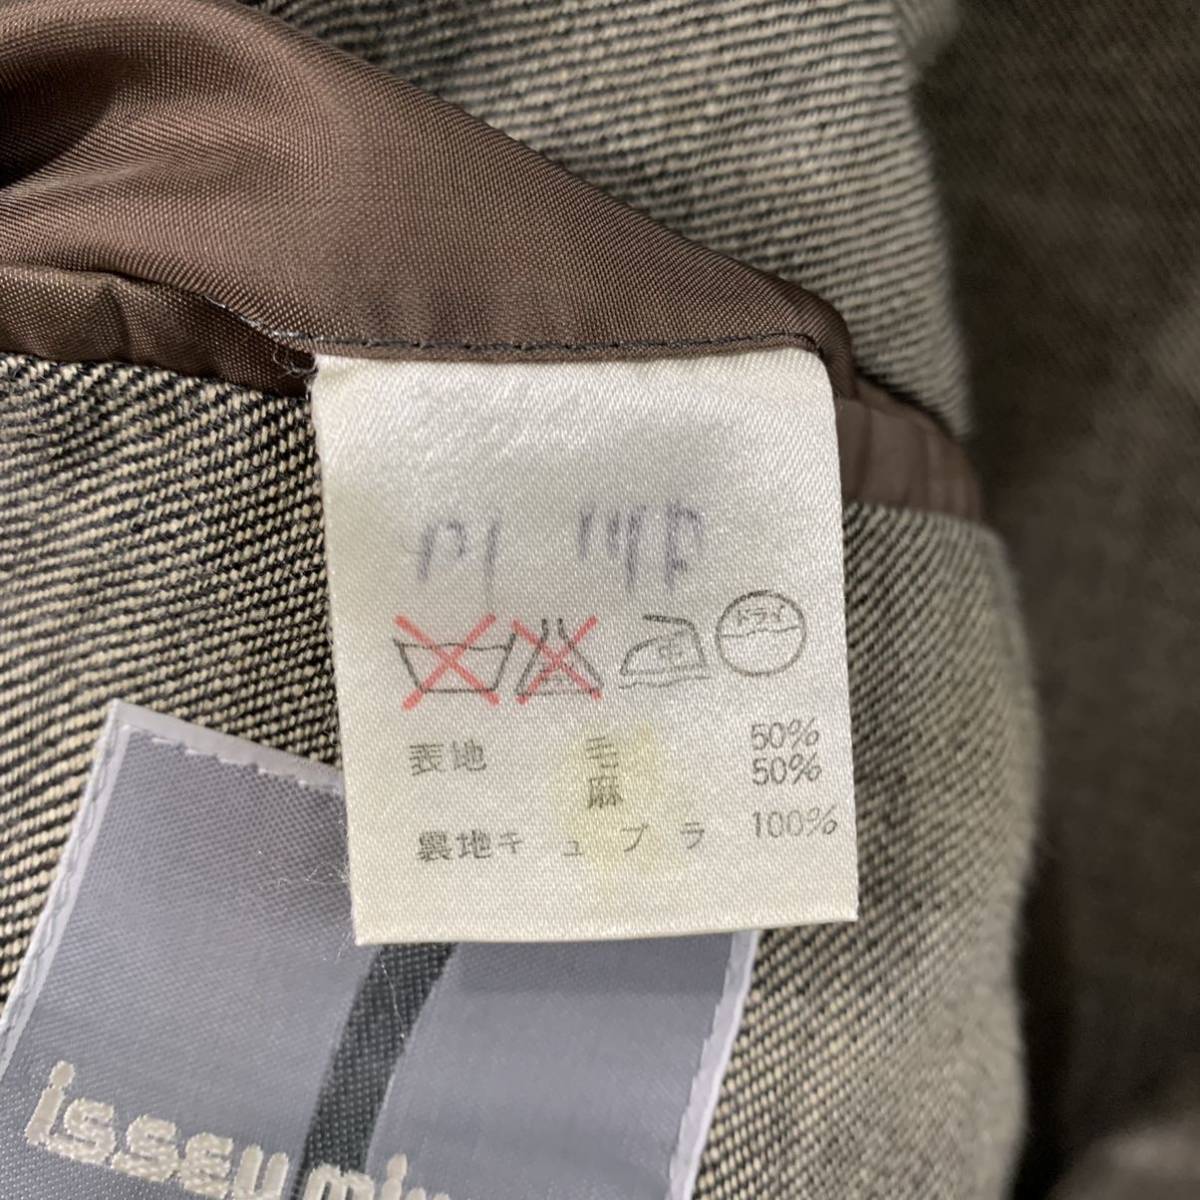 ドライ
表地 毛 50%
麻 50%
裏地キュプラ 100%
issey miy